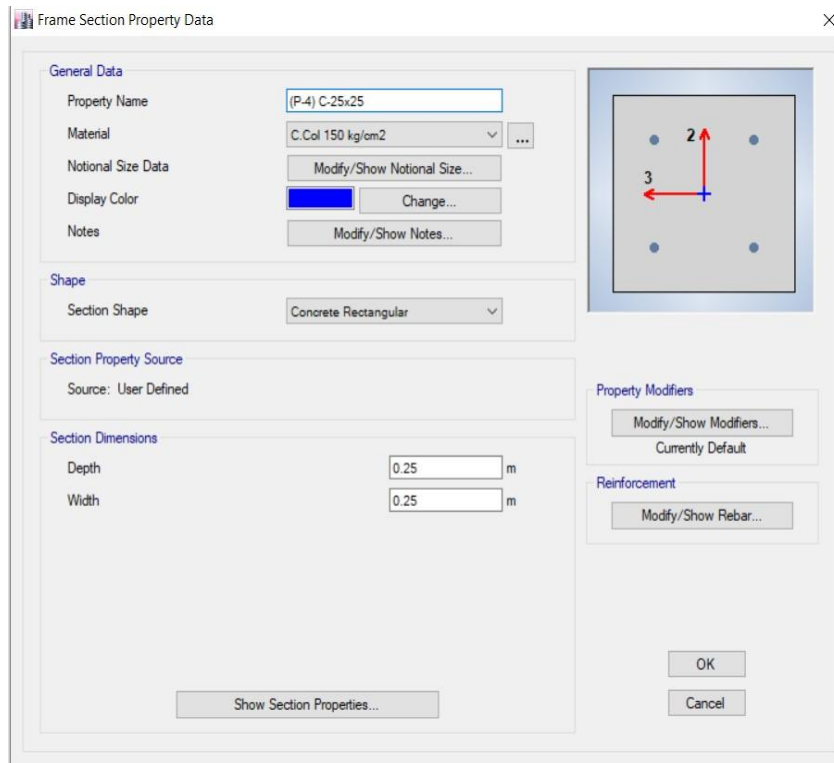 Frame Section Property Data
General Data
Property Name
(P-4) C-25x25
Material
C.Col 150 kg/cm2
...
Notional Size Data
Modify/Show Notional Size...
Display Color
Change...
Notes
Modify/Show Notes...
2
3
Shape
Section Shape
Concrete Rectangular
Section Property Source
Source: User Defined
Section Dimensions
Depth
0.25
m
Width
0.25
m
Show Section Properties...
Property Modifiers
Modify/Show Modifiers...
Currently Default
Reinforcement
Modify/Show Rebar...
OK
Cancel